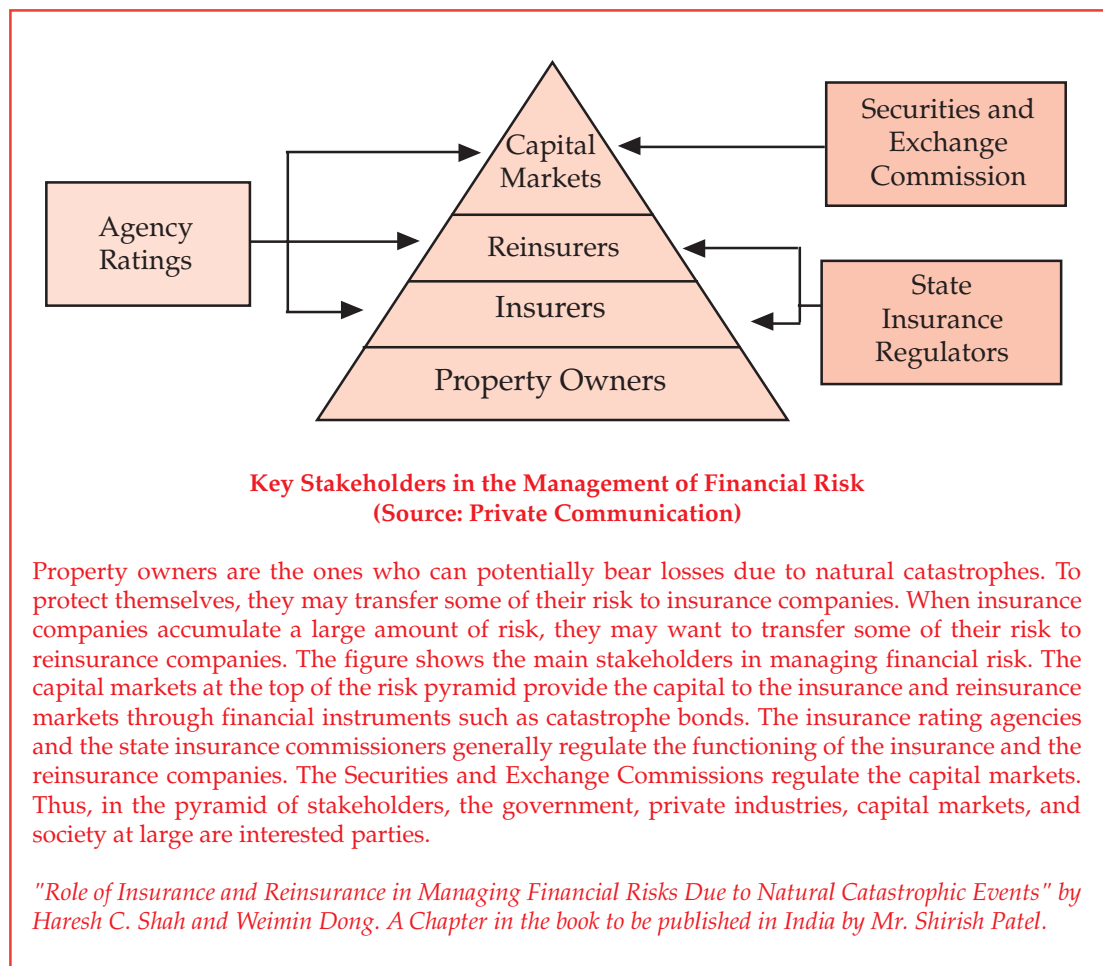 Capital
Markets
Securities and
Exchange
Commission
Agency
Ratings
Reinsurers
Insurers
State
Insurance
Regulators
Property Owners
Key Stakeholders in the Management of Financial Risk
(Source: Private Communication)
Property owners are the ones who can potentially bear losses due to natural catastrophes. To
protect themselves, they may transfer some of their risk to insurance companies. When insurance
companies accumulate a large amount of risk, they may want to transfer some of their risk to
reinsurance companies. The figure shows the main stakeholders in managing financial risk. The
capital markets at the top of the risk pyramid provide the capital to the insurance and reinsurance
markets through financial instruments such as catastrophe bonds. The insurance rating agencies
and the state insurance commissioners generally regulate the functioning of the insurance and the
reinsurance companies. The Securities and Exchange Commissions regulate the capital markets.
Thus, in the pyramid of stakeholders, the government, private industries, capital markets, and
society at large are interested parties.
"Role of Insurance and Reinsurance in Managing Financial Risks Due to Natural Catastrophic Events" by
Haresh C. Shah and Weimin Dong. A Chapter in the book to be published in India by Mr. Shirish Patel.